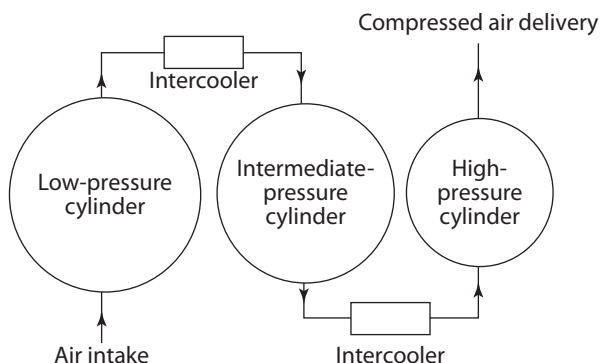 Compressed air delivery
Intercooler
Low-pressure
cylinder
Intermediate-
pressure
cylinder
High-
pressure
cylinder
Air intake
Intercooler